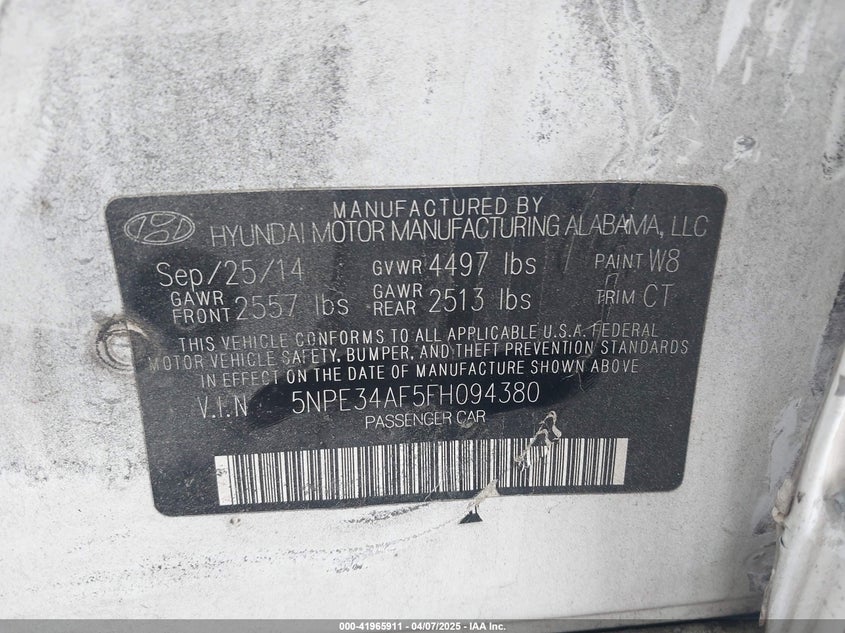 MANUFACTURED BY
HYUNDAI MOTOR MANUFACTURING ALABAMA, LLC
Sep/25/14 GVWR 4497 lbs PAINT W8
GAWR FRONT 2557 lbs GAWR REAR 2513 lbs TRIM CT
THIS VEHICLE CONFORMS TO ALL APPLICABLE U.S.A. FEDERAL
MOTOR VEHICLE SAFETY, BUMPER, AND THEFT PREVENTION STANDARDS
IN EFFECT ON THE DATE OF MANUFACTURE SHOWN ABOVE
V.I.N 5NPE34AF5FH094380
PASSENGER CAR
000-41965911 - 04/07/2025 - IAA Inc.